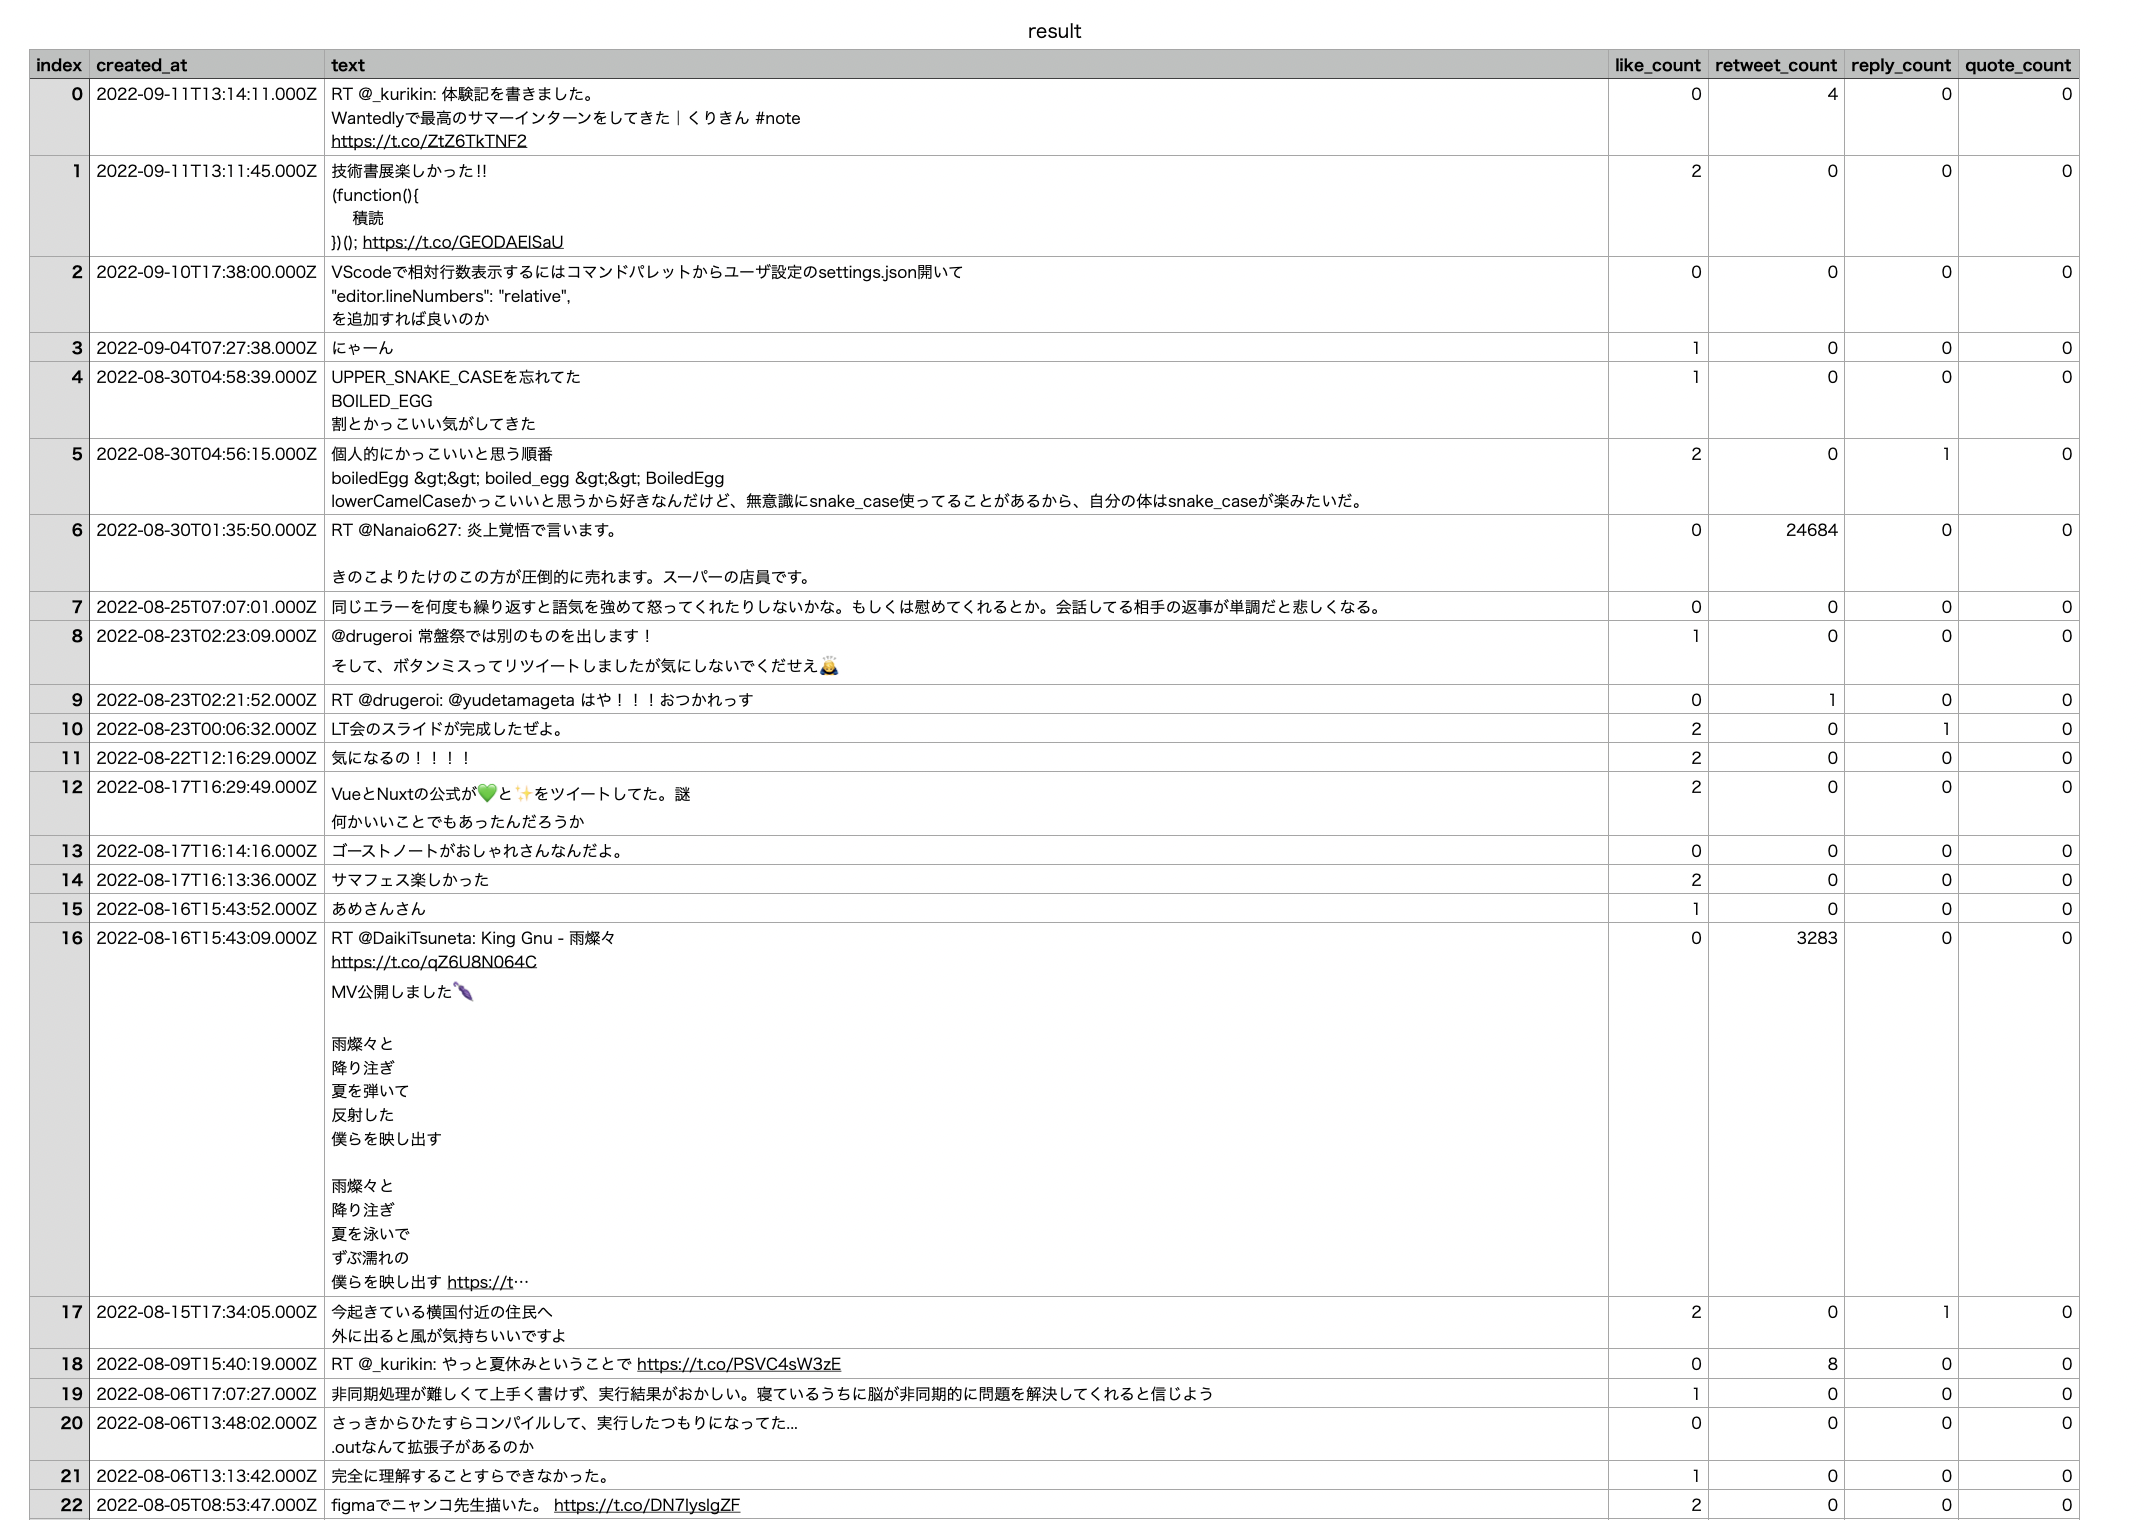 result
index created_at text like_count retweet_count reply_count quote_count
0 2022-09-11T13:14:11.000Z RT @_kurikin: 体験記を書きました。 0 4 0 0
Wantedlyで最高のサマーインターンをしてきた｜くりきん #note
https://t.co/ZtZ6TkTNF2
1 2022-09-11T13:11:45.000Z 技術書展楽しかった!! 2 0 0 0
(function(){
積読
})(); https://t.co/GEODAElSaU
2 2022-09-10T17:38:00.000Z VScodeで相対行数表示するにはコマンドパレットからユーザ設定のsettings.json開いて 0 0 0 0
"editor.lineNumbers": "relative",
を追加すれば良いのか
3 2022-09-04T07:27:38.000Z にゃーん 1 0 0 0
4 2022-08-30T04:58:39.000Z UPPER_SNAKE_CASEを忘れてた 1 0 0 0
BOILED_EGG
割とかっこいい気がしてきた
5 2022-08-30T04:56:15.000Z 個人的にかっこいいと思う順番 2 0 1 0
boiledEgg &gt;&gt; boiled_egg &gt;&gt; BoiledEgg
lowerCamelCaseかっこいいと思うから好きなんだけど、無意識にsnake_case使ってることがあるから、自分の体はsnake_caseが楽みたいだ。
6 2022-08-30T01:35:50.000Z RT @Nanaio627: 炎上覚悟で言います。 0 24684 0 0
きのこよりたけのこの方が圧倒的に売れます。スーパーの店員です。
7 2022-08-25T07:07:01.000Z 同じエラーを何度も繰り返すと語気を強めて怒ってくれたりしないかな。もしくは慰めてくれるとか。会話してる相手の返事が単調だと悲しくなる。 0 0 0 0
8 2022-08-23T02:23:09.000Z @drugeroi 常盤祭では別のものを出します！ 1 0 0 0
そして、ボタンミスってリツイートしましたが気にしないでくだせえ🙇
9 2022-08-23T02:21:52.000Z RT @drugeroi: @yudetamageta はや！！！おつかれっす 0 1 0 0
10 2022-08-23T00:06:32.000Z LT会のスライドが完成したぜよ。 2 0 1 0
11 2022-08-22T12:16:29.000Z 気になるの！！！！ 2 0 0 0
12 2022-08-17T16:29:49.000Z VueとNuxtの公式が💚と✨をツイートしてた。謎 2 0 0 0
何かいいことでもあったんだろうか
13 2022-08-17T16:14:16.000Z ゴーストノートがおしゃれさんなんだよ。 0 0 0 0
14 2022-08-17T16:13:36.000Z サマフェス楽しかった 2 0 0 0
15 2022-08-16T15:43:52.000Z あめさんさん 1 0 0 0
16 2022-08-16T15:43:09.000Z RT @DaikiTsuneta: King Gnu - 雨燦々 0 3283 0 0
https://t.co/qZ6U8N064C
MV公開しました🌂
雨燦々と
降り注ぎ
夏を弾いて
反射した
僕らを映し出す
雨燦々と
降り注ぎ
夏を泳いで
ずぶ濡れの
僕らを映し出す https://t…
17 2022-08-15T17:34:05.000Z 今起きている横国付近の住民へ 2 0 1 0
外に出ると風が気持ちいいですよ
18 2022-08-09T15:40:19.000Z RT @_kurikin: やっと夏休みということで https://t.co/PSVC4sW3zE 0 8 0 0
19 2022-08-06T17:07:27.000Z 非同期処理が難しくて上手く書けず、実行結果がおかしい。寝ているうちに脳が非同期的に問題を解決してくれると信じよう 1 0 0 0
20 2022-08-06T13:48:02.000Z さっきからひたすらコンパイルして、実行したつもりになってた... 0 0 0 0
.outなんて拡張子があるのか
21 2022-08-06T13:13:42.000Z 完全に理解することすらできなかった。 1 0 0 0
22 2022-08-05T08:53:47.000Z figmaでニャンコ先生描いた。 https://t.co/DN7lyslgZF 2 0 0 0